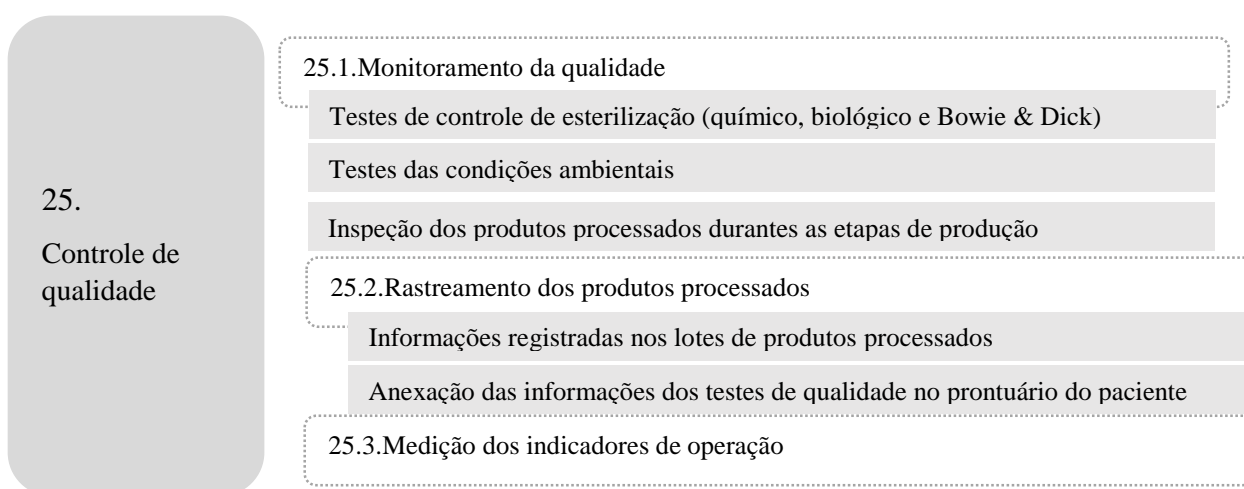 25.
Controle de
qualidade
25.1.Monitoramento da qualidade
Testes de controle de esterilização (químico, biológico e Bowie & Dick)
Testes das condições ambientais
Inspeção dos produtos processados durantes as etapas de produção
25.2.Rastreamento dos produtos processados
Informações registradas nos lotes de produtos processados
Anexação das informações dos testes de qualidade no prontuário do paciente
25.3.Medição dos indicadores de operação